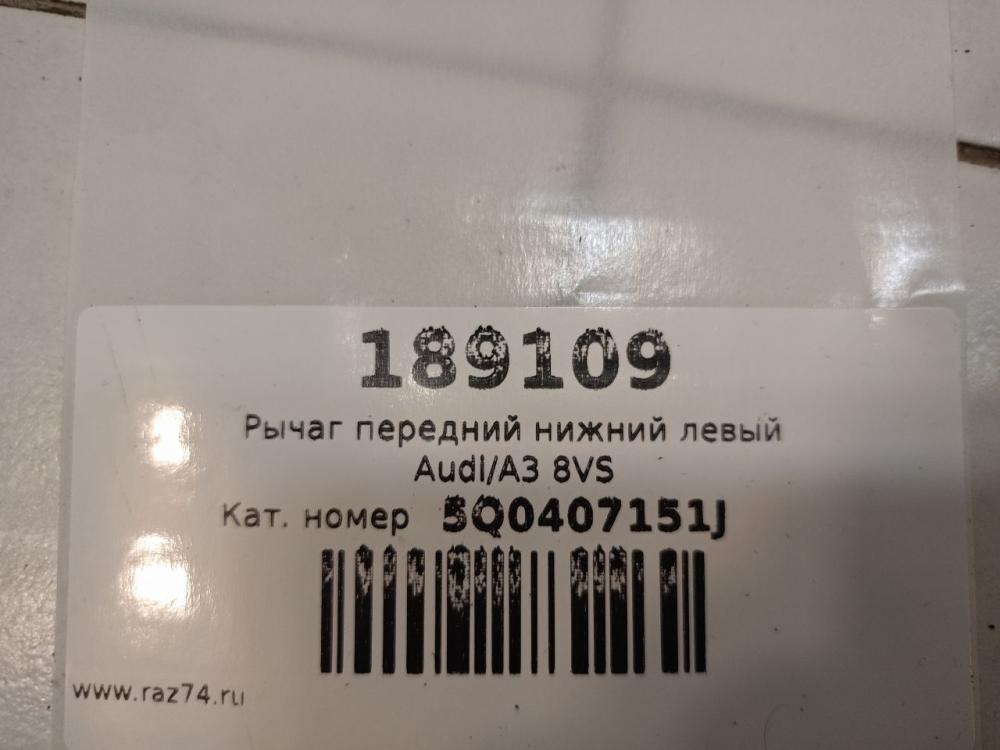 189109
Рычаг передний нижний левый
Audi/A3 8VS
Кат. номер 5Q0407151J
www.raz74.ru